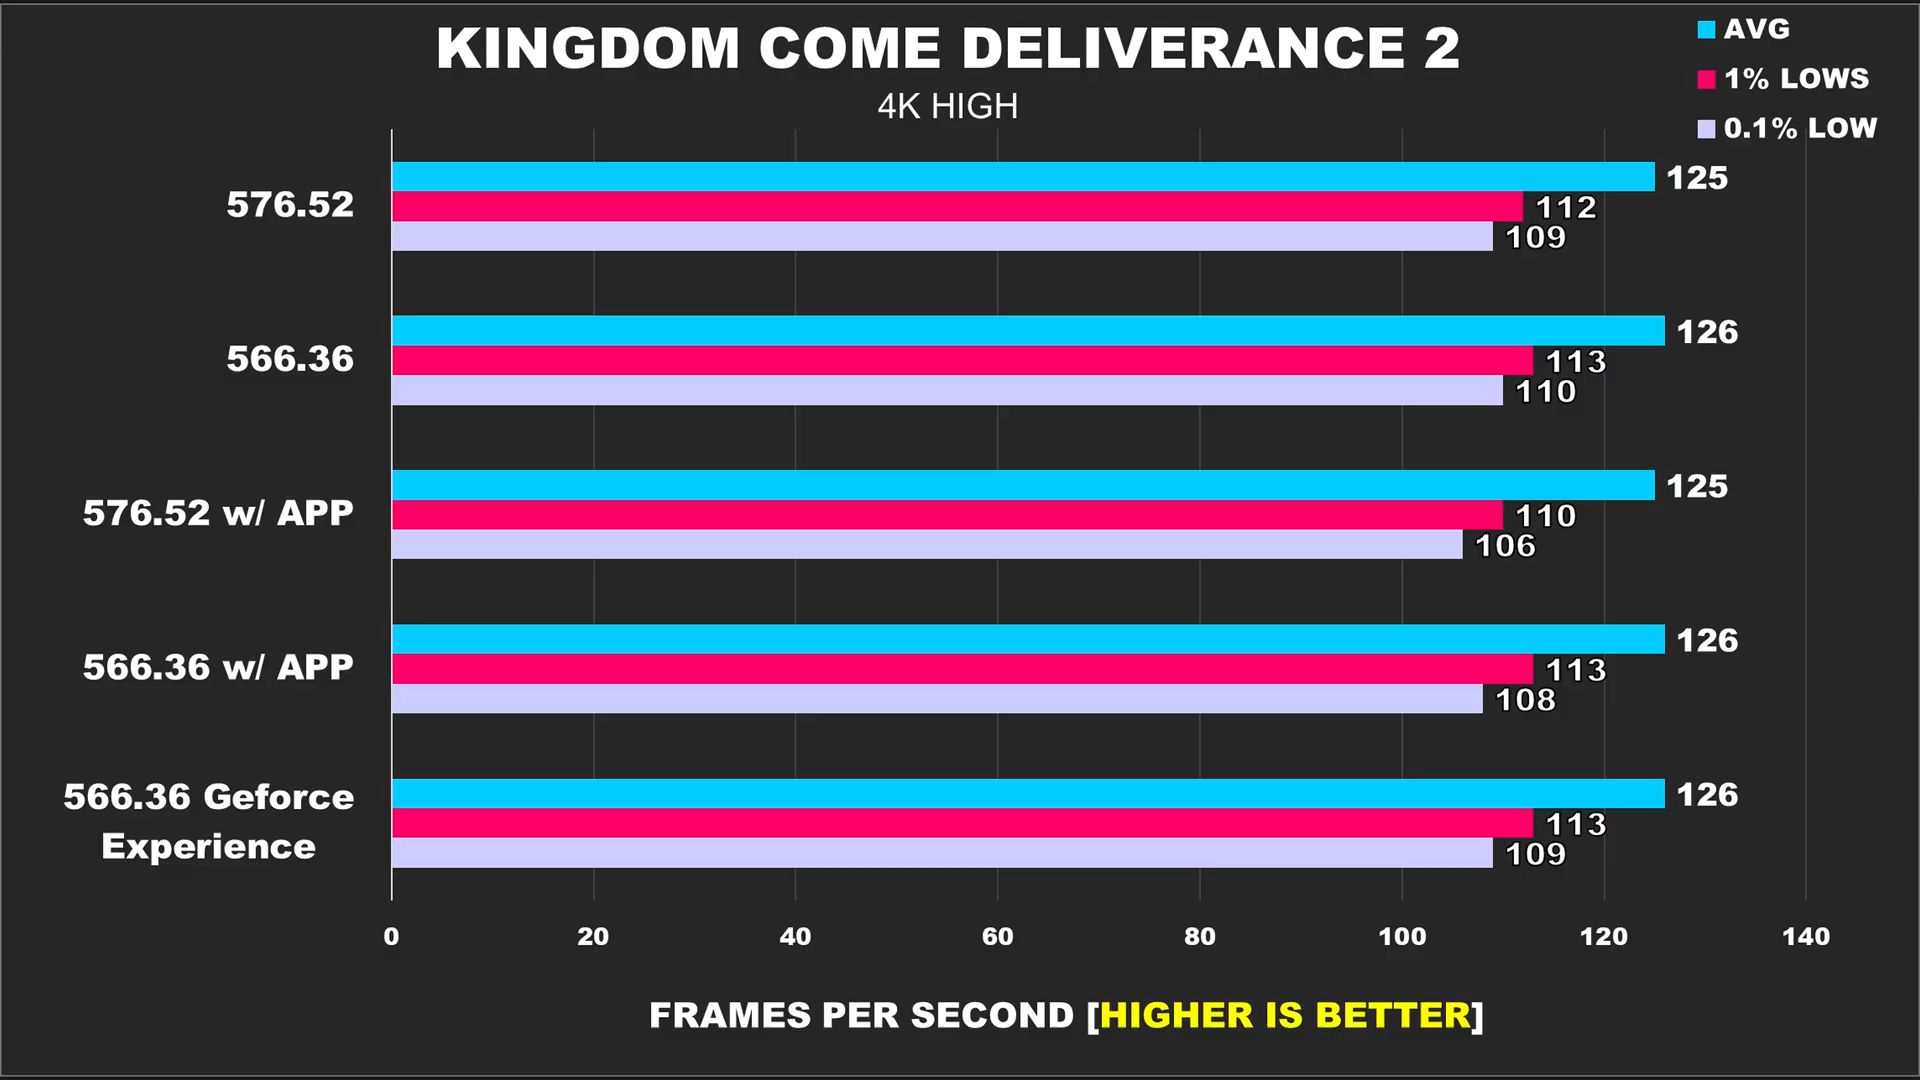 KINGDOM COME DELIVERANCE 2
4K HIGH
AVG
1% LOWS
0.1% LOW
576.52
125
112
109
566.36
126
113
110
576.52 w/ APP
125
110
106
566.36 w/ APP
126
113
108
566.36 Geforce
Experience
126
113
109
0 20 40 60 80 100 120 140
FRAMES PER SECOND [HIGHER IS BETTER]